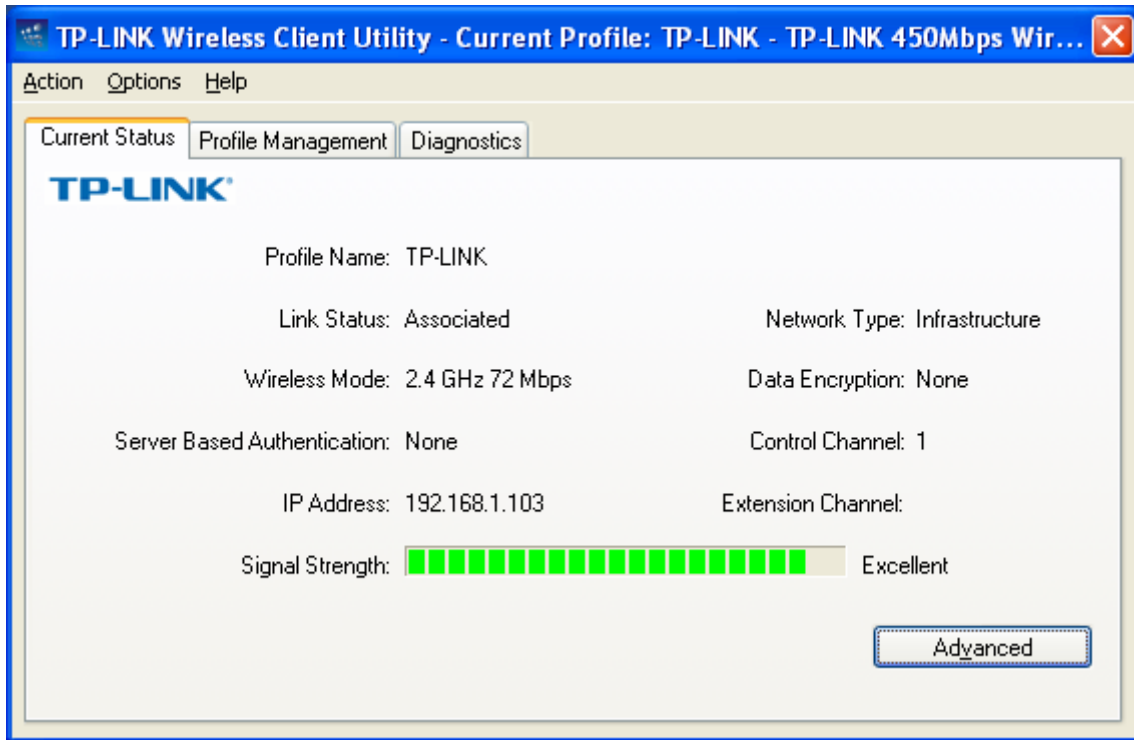 TP-LINK Wireless Client Utility - Current Profile: TP-LINK - TP-LINK 450Mbps Wir...
Action Options Help
Current Status Profile Management Diagnostics
TP-LINK®
Profile Name: TP-LINK
Link Status: Associated Network Type: Infrastructure
Wireless Mode: 2.4 GHz 72 Mbps Data Encryption: None
Server Based Authentication: None Control Channel: 1
IP Address: 192.168.1.103 Extension Channel:
Signal Strength: Excellent
Advanced